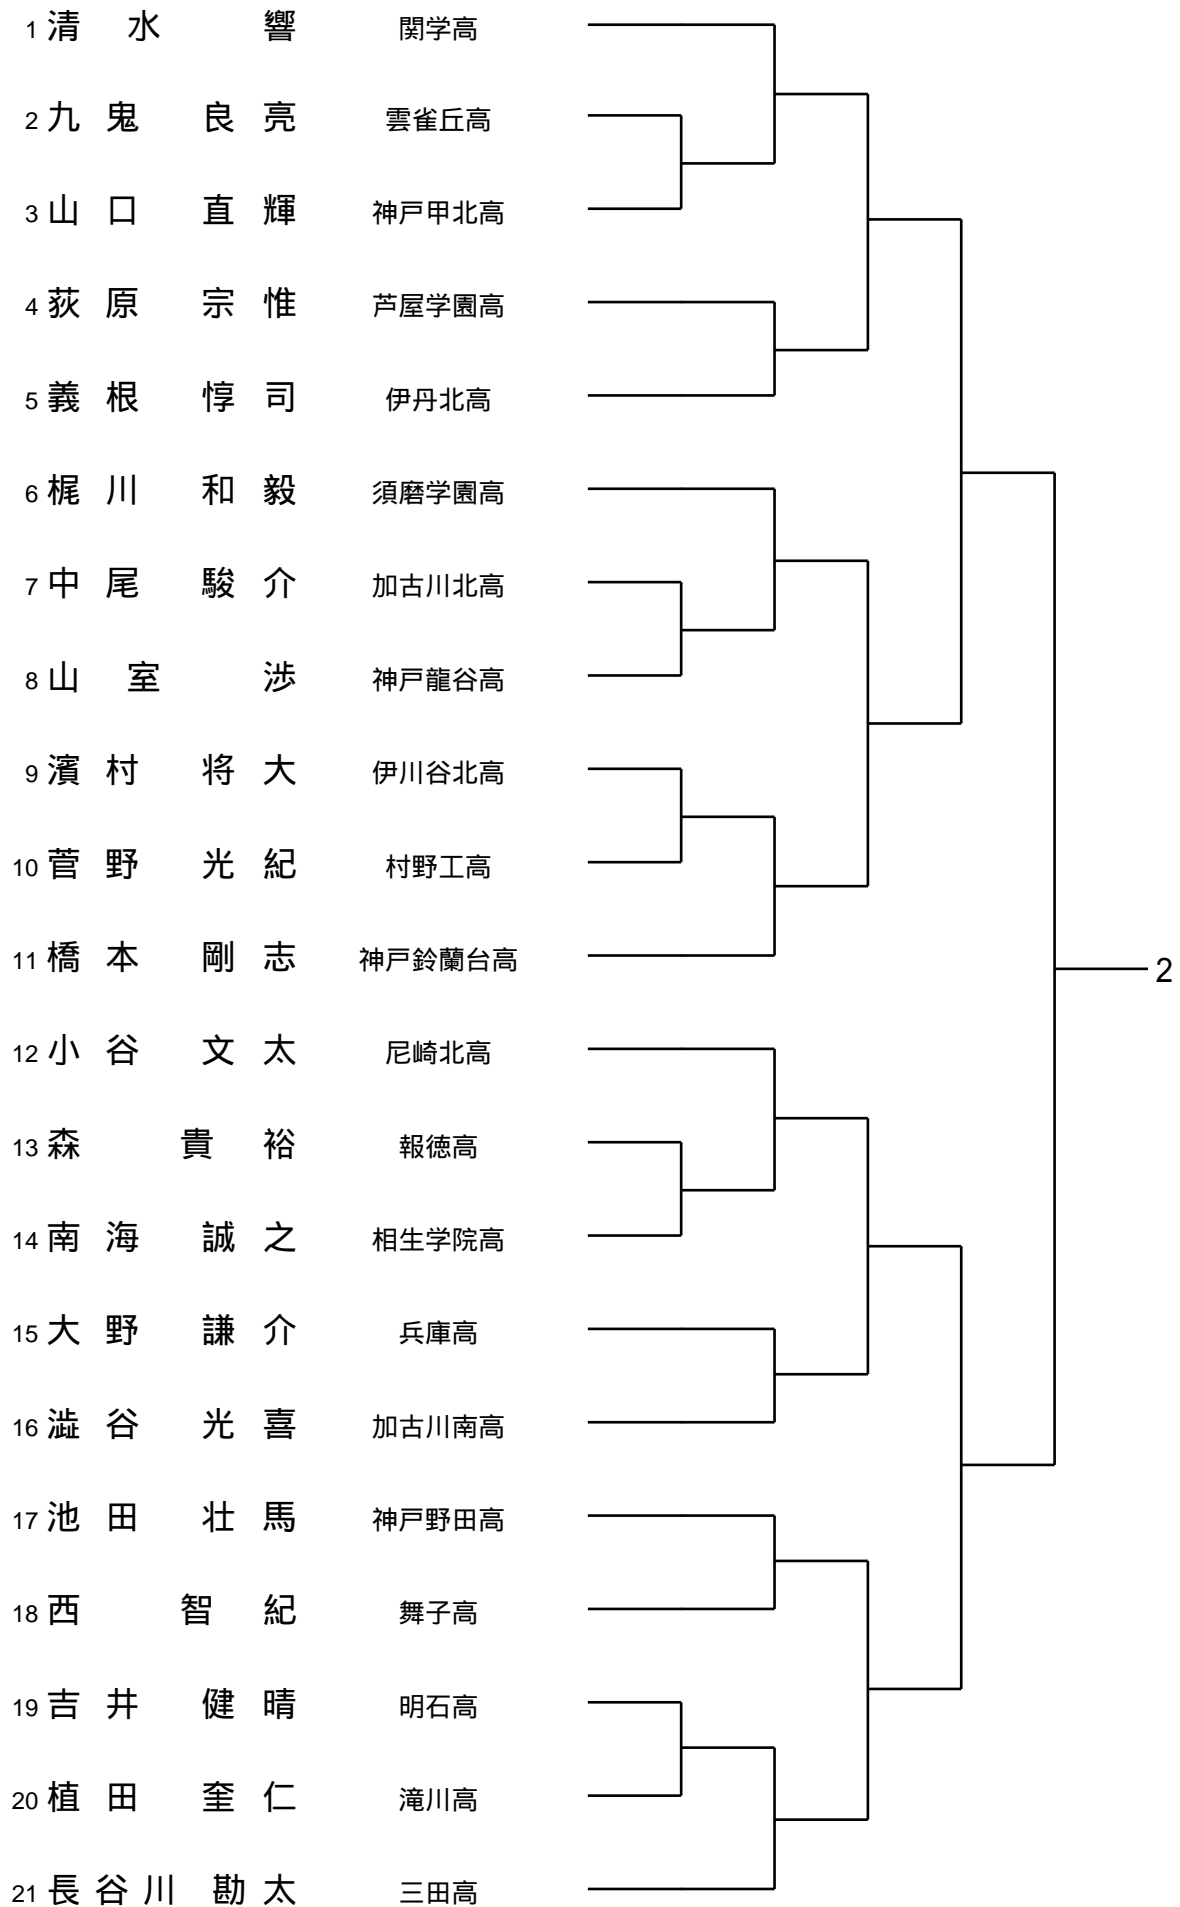 1 清水 響 関学高
2 九鬼 良亮 雲雀丘高
3 山口 直輝 神戸甲北高
4 荻原 宗惟 芦屋学園高
5 義根 惇司 伊丹北高
6 梶川 和毅 須磨学園高
7 中尾 駿介 加古川北高
8 山室 渉 神戸龍谷高
9 濱村 将大 伊川谷北高
10 菅野 光紀 村野工高
11 橋本 剛志 神戸鈴蘭台高
2
12 小谷 文太 尼崎北高
13 森 貴裕 報徳高
14 南海 誠之 相生学院高
15 大野 謙介 兵庫高
16 澁谷 光喜 加古川南高
17 池田 壮馬 神戸野田高
18 西 智紀 舞子高
19 吉井 健晴 明石高
20 植田 奎仁 滝川高
21 長谷川 勘太 三田高